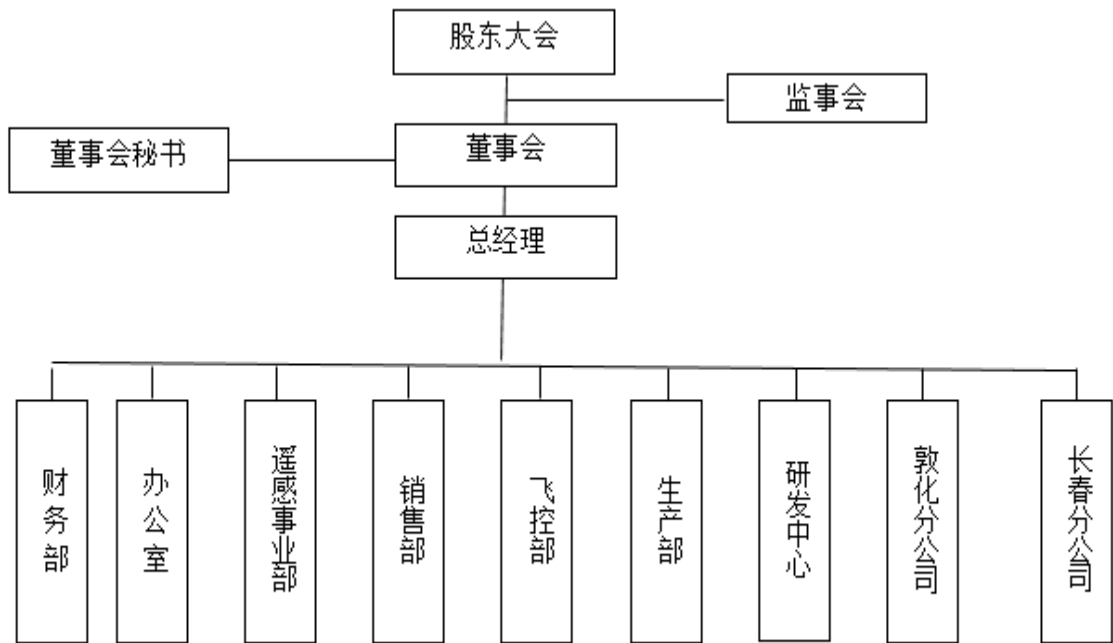 股东大会
监事会
董事会秘书
董事会
总经理
财务部
办公室
遥感事业部
销售部
飞控部
生产部
研发中心
敦化分公司
长春分公司